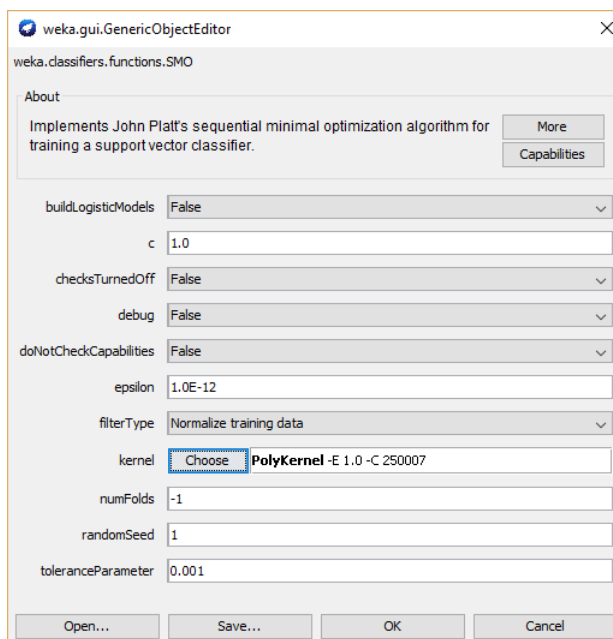 weka.gui.GenericObjectEditor
weka.classifiers.functions.SMO
About
Implements John Platt's sequential minimal optimization algorithm for
training a support vector classifier.
More
Capabilities
buildLogisticModels False
c 1.0
checksTurnedOff False
debug False
doNotCheckCapabilities False
epsilon 1.0E-12
filterType Normalize training data
kernel Choose PolyKernel -E 1.0 -C 250007
numFolds -1
randomSeed 1
toleranceParameter 0.001
Open... Save... OK Cancel